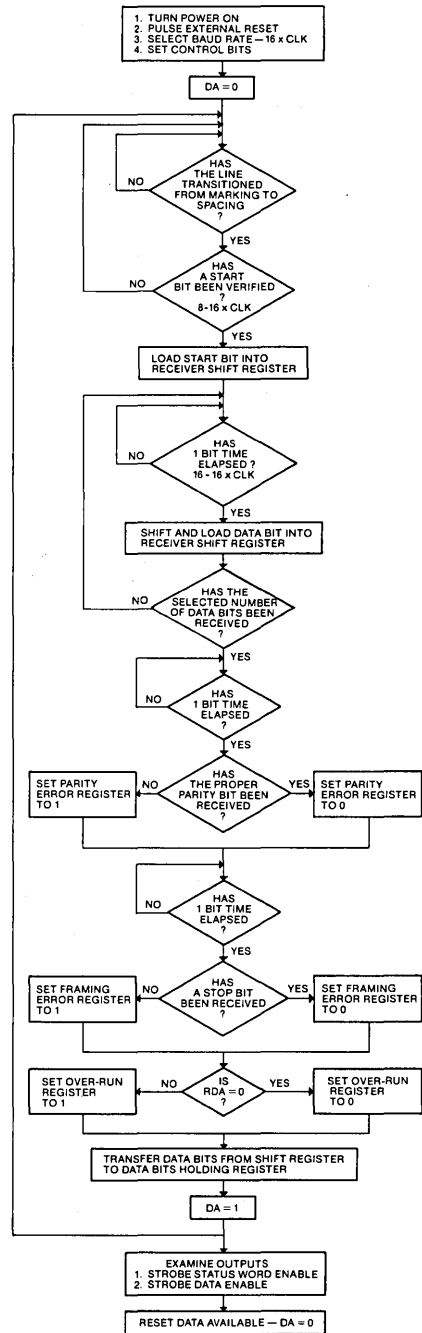 1. TURN POWER ON
2. PULSE EXTERNAL RESET
3. SELECT BAUD RATE — 16 x CLK
4. SET CONTROL BITS
DA = 0
HAS
THE LINE
TRANSITIONED
FROM MARKING TO
SPACING
?
NO
YES
HAS
A START
BIT BEEN VERIFIED
?
8-16 x CLK
NO
YES
LOAD START BIT INTO
RECEIVER SHIFT REGISTER
HAS
1 BIT TIME
ELAPSED ?
16 - 16 x CLK
NO
YES
SHIFT AND LOAD DATA BIT INTO
RECEIVER SHIFT REGISTER
HAS THE
SELECTED NUMBER
OF DATA BITS BEEN
RECEIVED
?
NO
YES
HAS
1 BIT TIME
ELAPSED
?
NO
YES
HAS
THE PROPER
PARITY BIT BEEN
RECEIVED
?
NO
YES
SET PARITY
ERROR REGISTER
TO 1
SET PARITY
ERROR REGISTER
TO 0
HAS
1 BIT TIME
ELAPSED
?
NO
YES
HAS
A STOP BIT
BEEN RECEIVED
?
NO
YES
SET FRAMING
ERROR REGISTER
TO 1
SET FRAMING
ERROR REGISTER
TO 0
IS
RDA = 0
?
NO
YES
SET OVER-RUN
REGISTER
TO 1
SET OVER-RUN
REGISTER
TO 0
TRANSFER DATA BITS FROM SHIFT REGISTER
TO DATA BITS HOLDING REGISTER
DA = 1
EXAMINE OUTPUTS
1. STROBE STATUS WORD ENABLE
2. STROBE DATA ENABLE
RESET DATA AVAILABLE — DA = 0